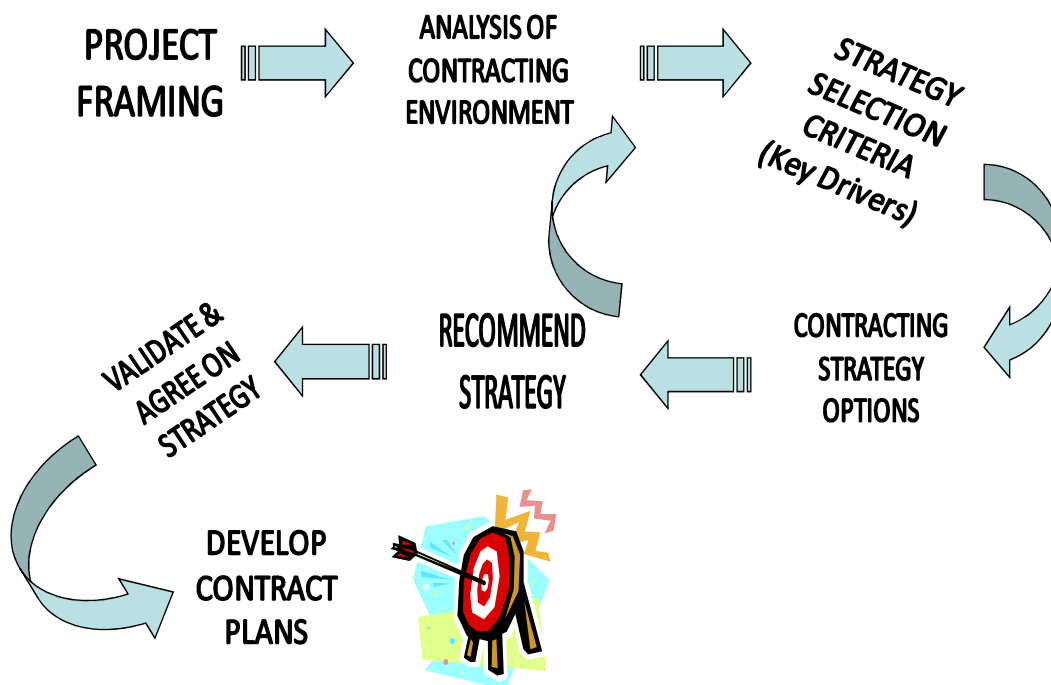 PROJECT
FRAMING
ANALYSIS OF
CONTRACTING
ENVIRONMENT
STRATEGY
SELECTION
CRITERIA
(Key Drivers)
CONTRACTING
STRATEGY
OPTIONS
RECOMMEND
STRATEGY
VALIDATE &
AGREE ON
STRATEGY
DEVELOP
CONTRACT
PLANS